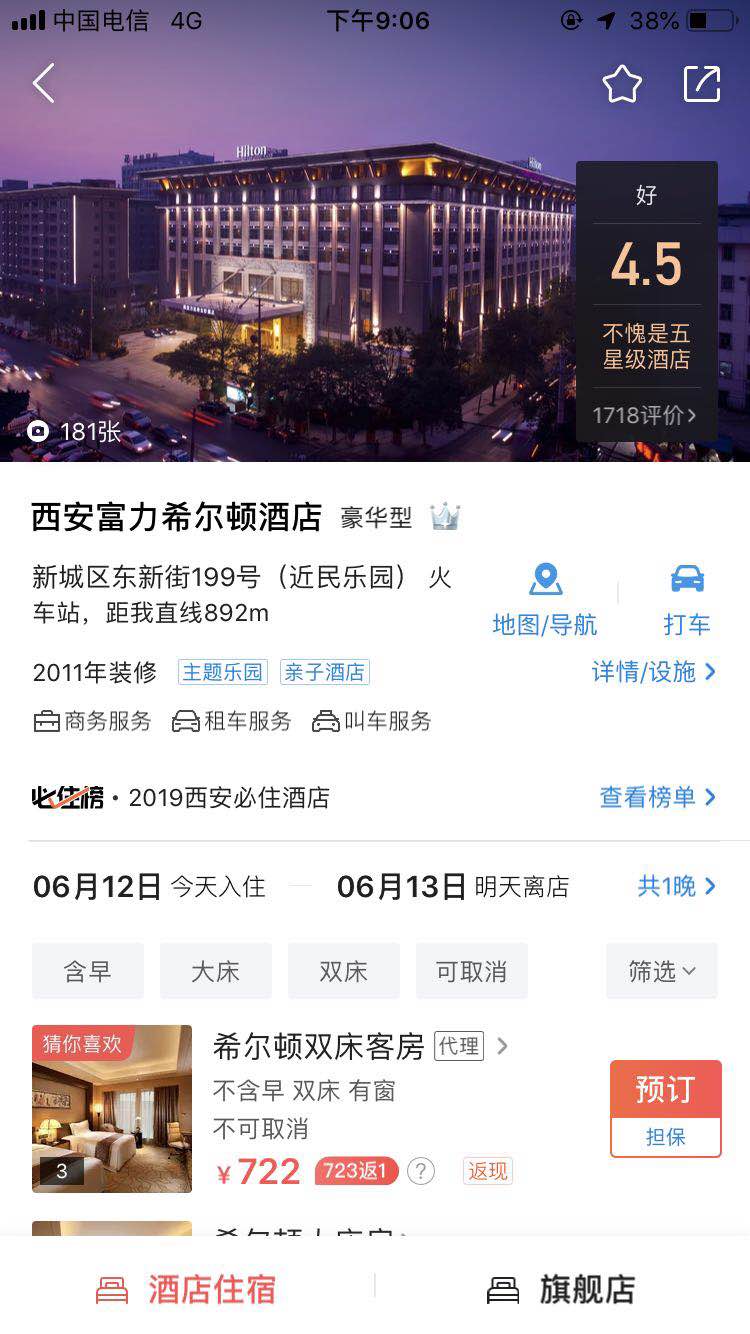 中国电信 4G 下午9:06 38%
Hilton
Hilton
好
4.5
不愧是五
星级酒店
1718评价
181张
西安富力希尔顿酒店 豪华型
新城区东新街199号（近民乐园） 火
车站，距我直线892m
地图/导航 打车
2011年装修 主题乐园 亲子酒店 详情/设施
商务服务 租车服务 叫车服务
必住榜·2019西安必住酒店 查看榜单
06月12日 今天入住 06月13日 明天离店 共1晚
含早 大床 双床 可取消 筛选
猜你喜欢
希尔顿双床客房 代理
不含早 双床 有窗
不可取消
¥722 723返1 ? 返现
预订
担保
3
酒店住宿 旗舰店